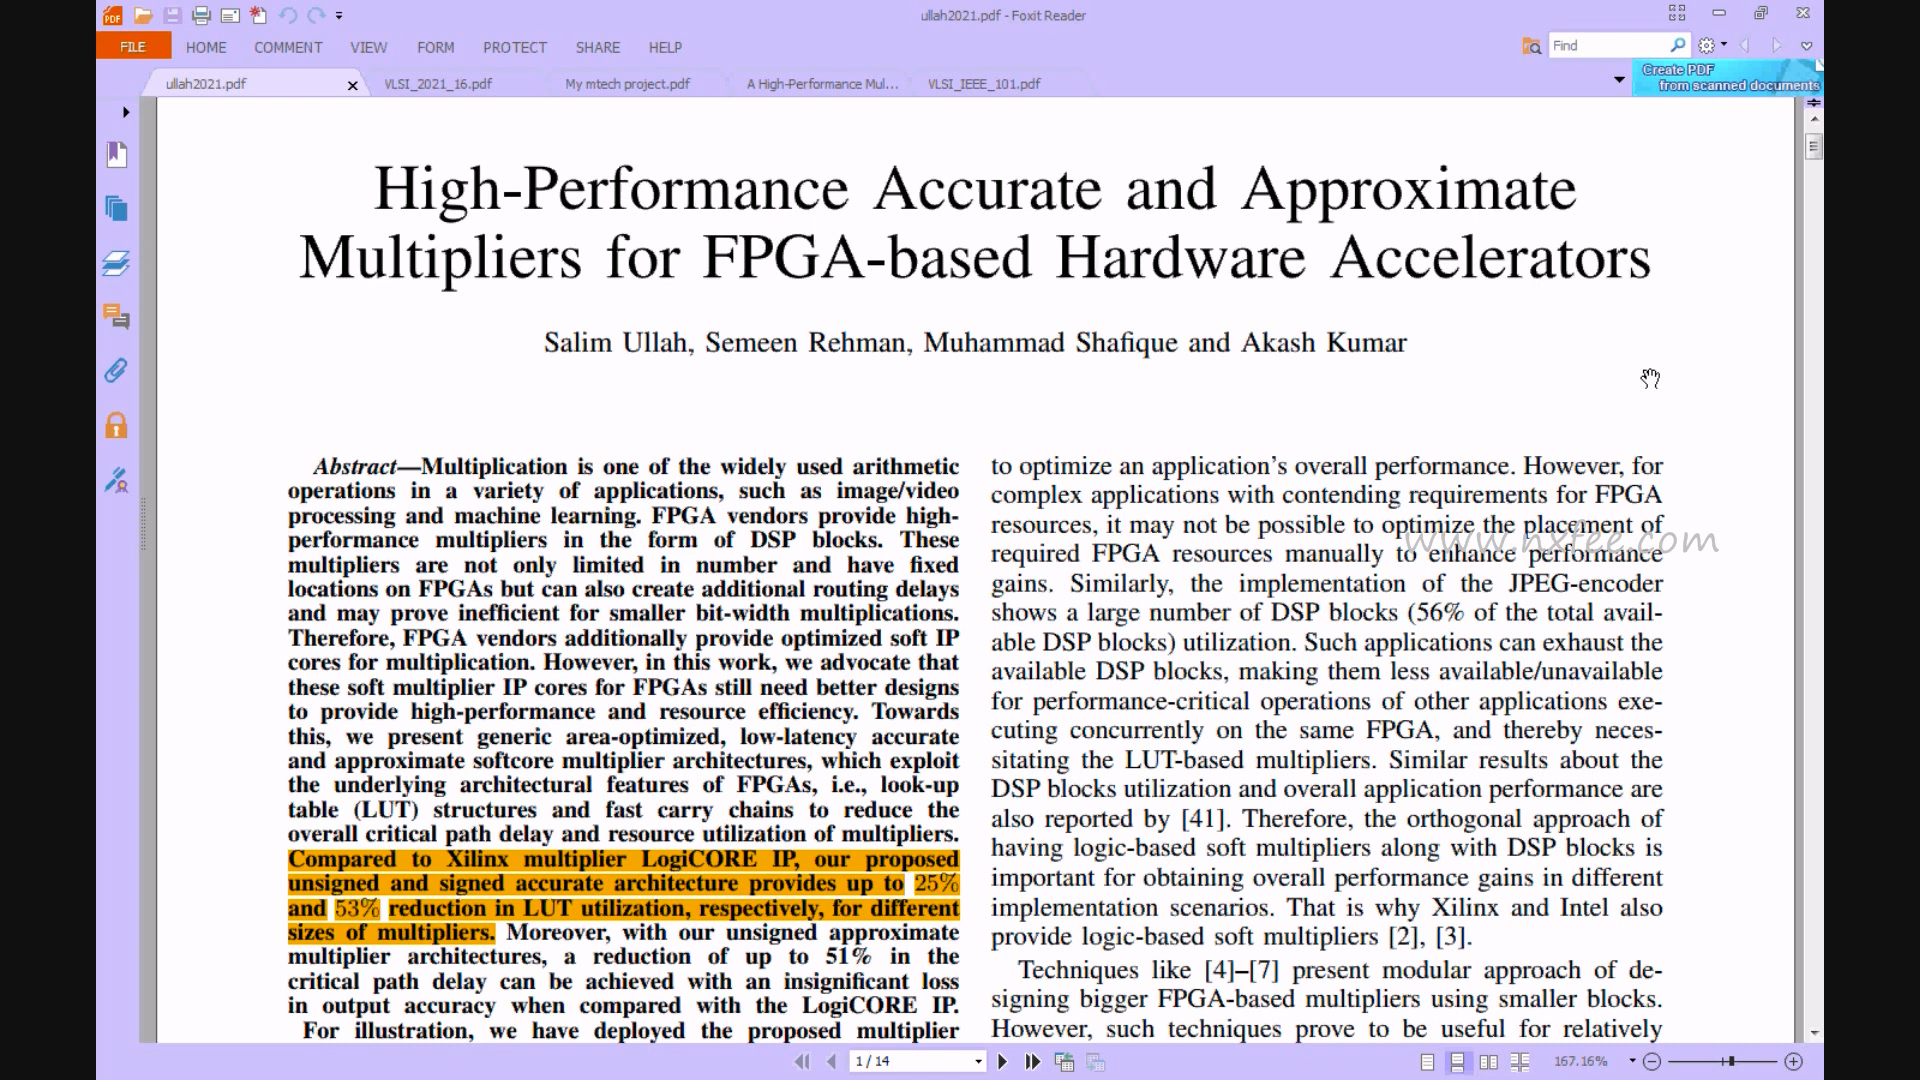 ullah2021.pdf - Foxit Reader
FILE HOME COMMENT VIEW FORM PROTECT SHARE HELP
Find
ullah2021.pdf VLSI_2021_16.pdf My mtech project.pdf A High-Performance Mul... VLSI_IEEE_101.pdf
Create PDF
from scanned documents
High-Performance Accurate and Approximate
Multipliers for FPGA-based Hardware Accelerators
Salim Ullah, Semeen Rehman, Muhammad Shafique and Akash Kumar
Abstract—Multiplication is one of the widely used arithmetic
operations in a variety of applications, such as image/video
processing and machine learning. FPGA vendors provide high-
performance multipliers in the form of DSP blocks. These
multipliers are not only limited in number and have fixed
locations on FPGAs but can also create additional routing delays
and may prove inefficient for smaller bit-width multiplications.
Therefore, FPGA vendors additionally provide optimized soft IP
cores for multiplication. However, in this work, we advocate that
these soft multiplier IP cores for FPGAs still need better designs
to provide high-performance and resource efficiency. Towards
this, we present generic area-optimized, low-latency accurate
and approximate softcore multiplier architectures, which exploit
the underlying architectural features of FPGAs, i.e., look-up
table (LUT) structures and fast carry chains to reduce the
overall critical path delay and resource utilization of multipliers.
Compared to Xilinx multiplier LogiCORE IP, our proposed
unsigned and signed accurate architecture provides up to 25%
and 53% reduction in LUT utilization, respectively, for different
sizes of multipliers. Moreover, with our unsigned approximate
multiplier architectures, a reduction of up to 51% in the
critical path delay can be achieved with an insignificant loss
in output accuracy when compared with the LogiCORE IP.
For illustration, we have deployed the proposed multiplier
to optimize an application's overall performance. However, for
complex applications with contending requirements for FPGA
resources, it may not be possible to optimize the placement of
required FPGA resources manually to enhance performance
gains. Similarly, the implementation of the JPEG-encoder
shows a large number of DSP blocks (56% of the total avail-
able DSP blocks) utilization. Such applications can exhaust the
available DSP blocks, making them less available/unavailable
for performance-critical operations of other applications exe-
cuting concurrently on the same FPGA, and thereby neces-
sitating the LUT-based multipliers. Similar results about the
DSP blocks utilization and overall application performance are
also reported by [41]. Therefore, the orthogonal approach of
having logic-based soft multipliers along with DSP blocks is
important for obtaining overall performance gains in different
implementation scenarios. That is why Xilinx and Intel also
provide logic-based soft multipliers [2], [3].
Techniques like [4]–[7] present modular approach of de-
signing bigger FPGA-based multipliers using smaller blocks.
However, such techniques prove to be useful for relatively
www.nxfee.com
1 / 14
167.16%